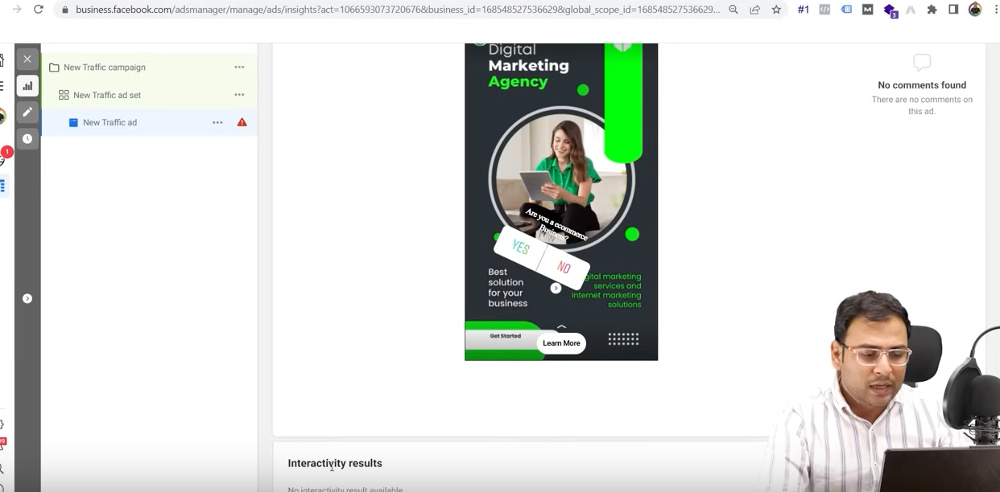 business.facebook.com/adsmanager/manage/ads/insights?act=1066593073720676&business_id=168548527536629&global_scope_id=168548527536629...
#1
3
New Traffic campaign
New Traffic ad set
New Traffic ad
1
Digital
Marketing
Agency
Are you a ecommerce
Business?
YES
NO
Best
solution
for your
business
gital marketing
services and
internet marketing
solutions
Get Started
Learn More
No comments found
There are no comments on
this ad.
Interactivity results
No interactivity result available